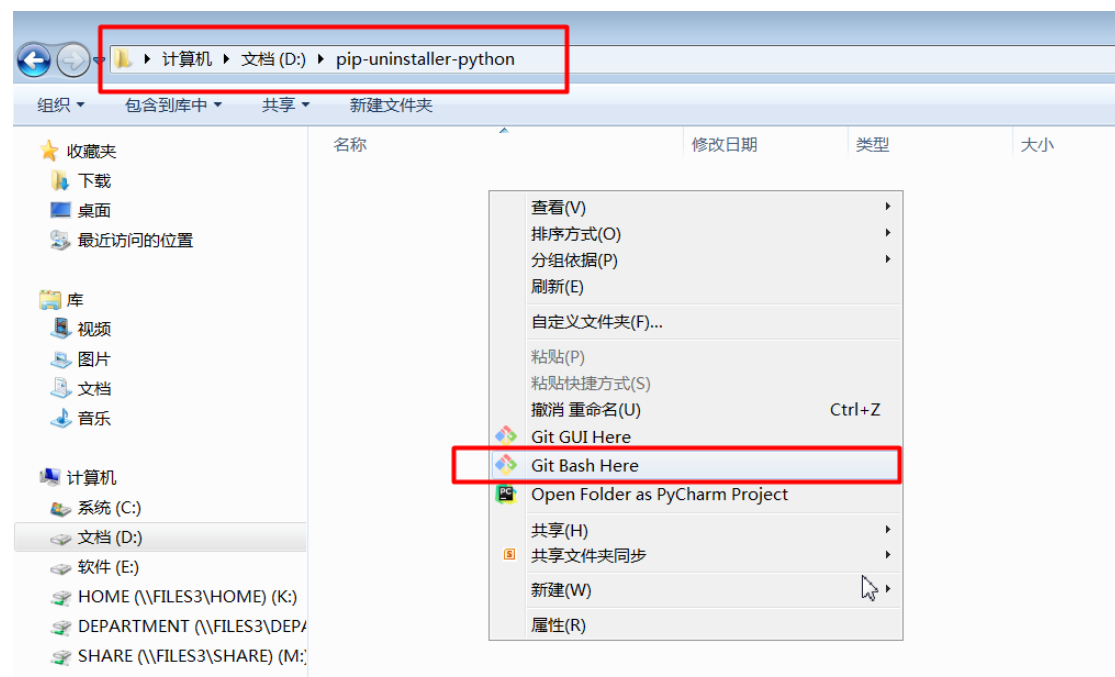 计算机 文档 (D:) pip-uninstaller-python
组织 包含到库中 共享 新建文件夹
名称 修改日期 类型 大小
收藏夹
下载
桌面
最近访问的位置
库
视频
图片
文档
音乐
计算机
系统 (C:)
文档 (D:)
软件 (E:)
HOME (\\FILES3\HOME) (K:)
DEPARTMENT (\\FILES3\DEPA
SHARE (\\FILES3\SHARE) (M:)
查看(V)
排序方式(O)
分组依据(P)
刷新(E)
自定义文件夹(F)...
粘贴(P)
粘贴快捷方式(S)
撤消 重命名(U) Ctrl+Z
Git GUI Here
Git Bash Here
PC
Open Folder as PyCharm Project
共享(H)
S
共享文件夹同步
新建(W)
属性(R)